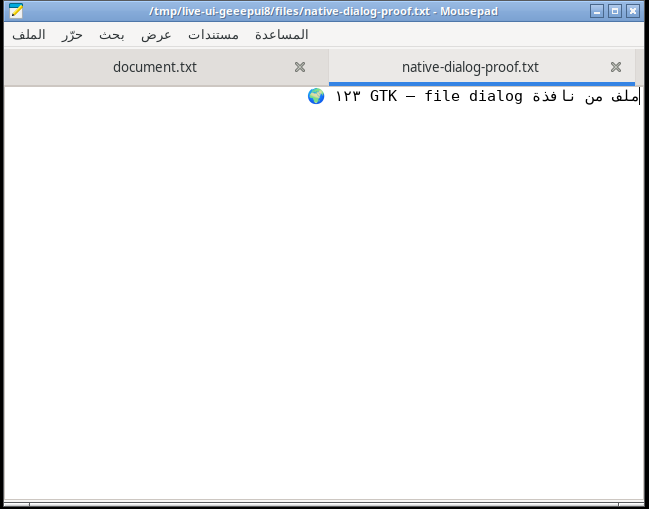 /tmp/live-ui-geeepui8/files/native-dialog-proof.txt - Mousepad
الملف حرّر بحث عرض مستندات المساعدة
document.txt native-dialog-proof.txt
ملف من نافذة GTK — file dialog ١٢٣ 🌍